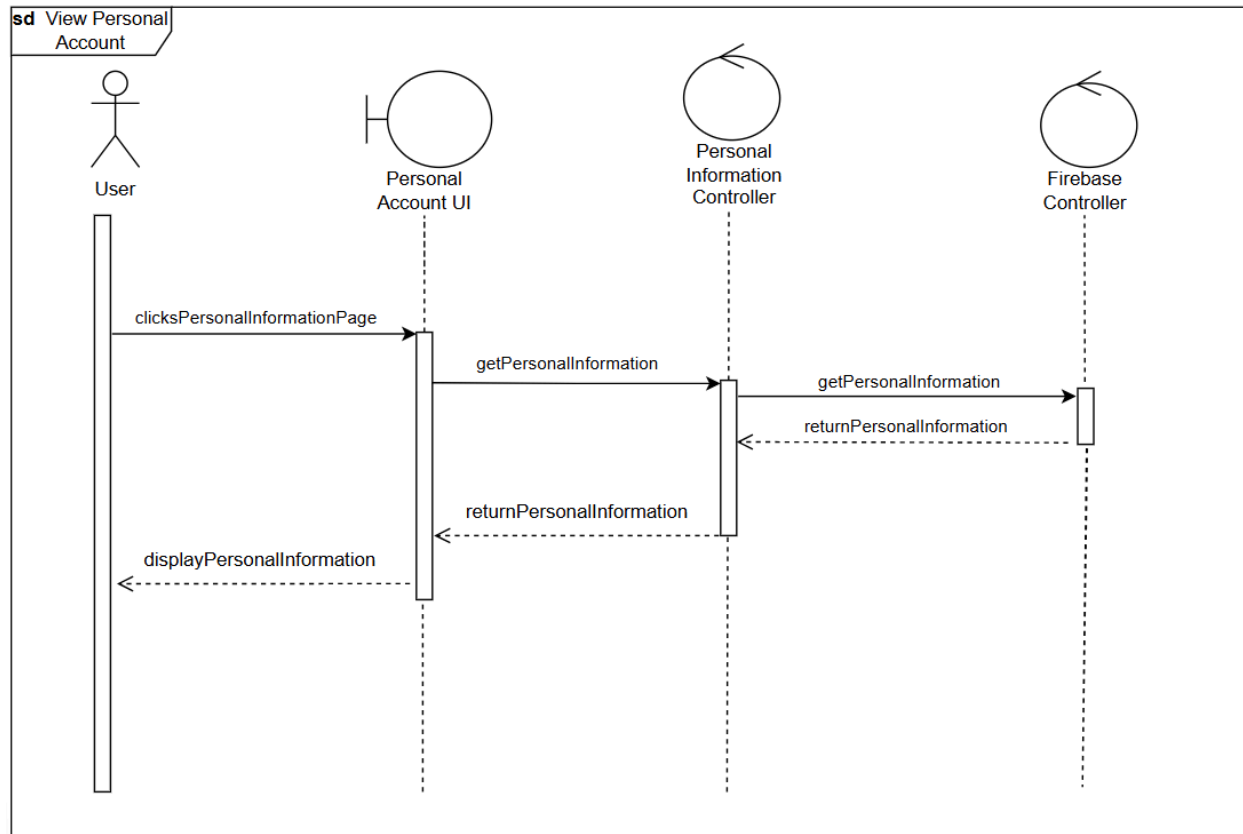 sd View Personal
Account
User
Personal
Account UI
Personal
Information
Controller
Firebase
Controller
clicksPersonalInformationPage
getPersonalInformation
getPersonalInformation
returnPersonalInformation
returnPersonalInformation
displayPersonalInformation